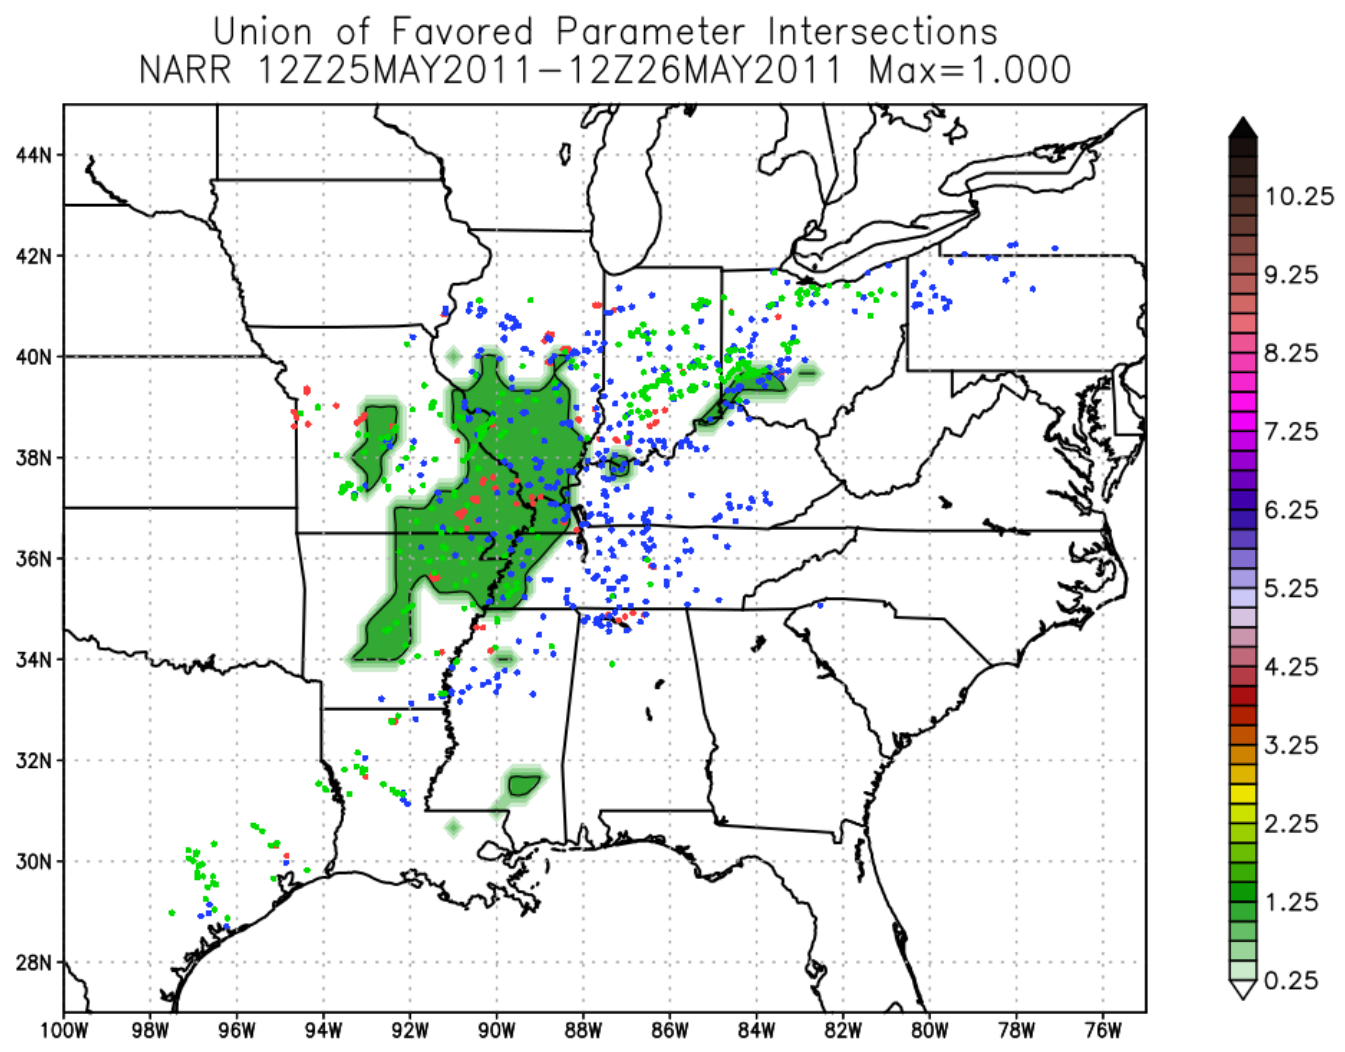 Union of Favored Parameter Intersections
NARR 12Z25MAY2011-12Z26MAY2011 Max=1.000
44N
42N
40N
38N
36N
34N
32N
30N
28N
100W 98W 96W 94W 92W 90W 88W 86W 84W 82W 80W 78W 76W
10.25
9.25
8.25
7.25
6.25
5.25
4.25
3.25
2.25
1.25
0.25